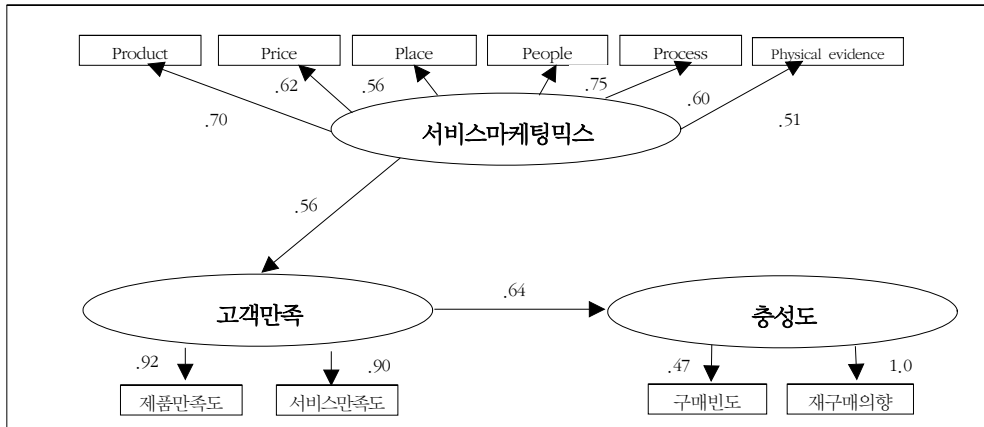 Product Price Place People Process Physical evidence
.62 .56 .75 .60
.70 .51
서비스마케팅믹스
.56
.64
고객만족 충성도
.92 .90 .47 1.0
제품만족도 서비스만족도 구매빈도 재구매의향